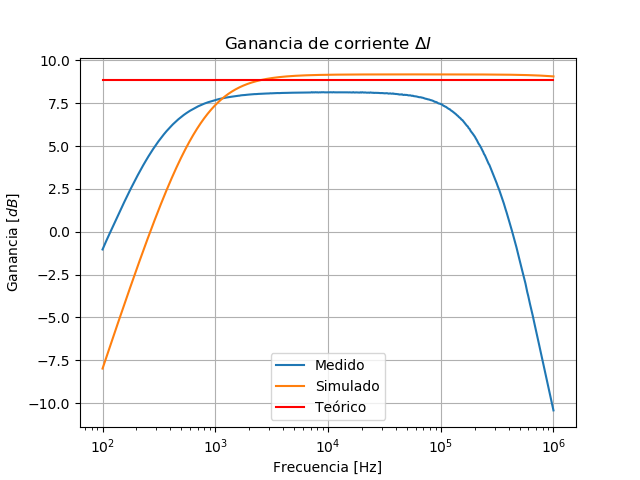 Ganancia de corriente ΔI
Ganancia [dB]
10.0
7.5
5.0
2.5
0.0
−2.5
−5.0
−7.5
−10.0
Medido
Simulado
Teórico
10² 10³ 10⁴ 10⁵ 10⁶
Frecuencia [Hz]